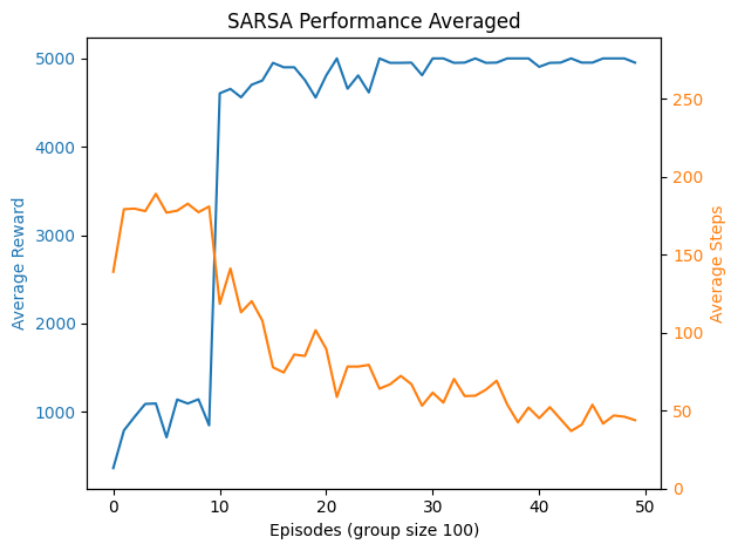 SARSA Performance Averaged
5000
4000
3000
2000
1000
Average Reward
250
200
150
100
50
0
Average Steps
0 10 20 30 40 50
Episodes (group size 100)